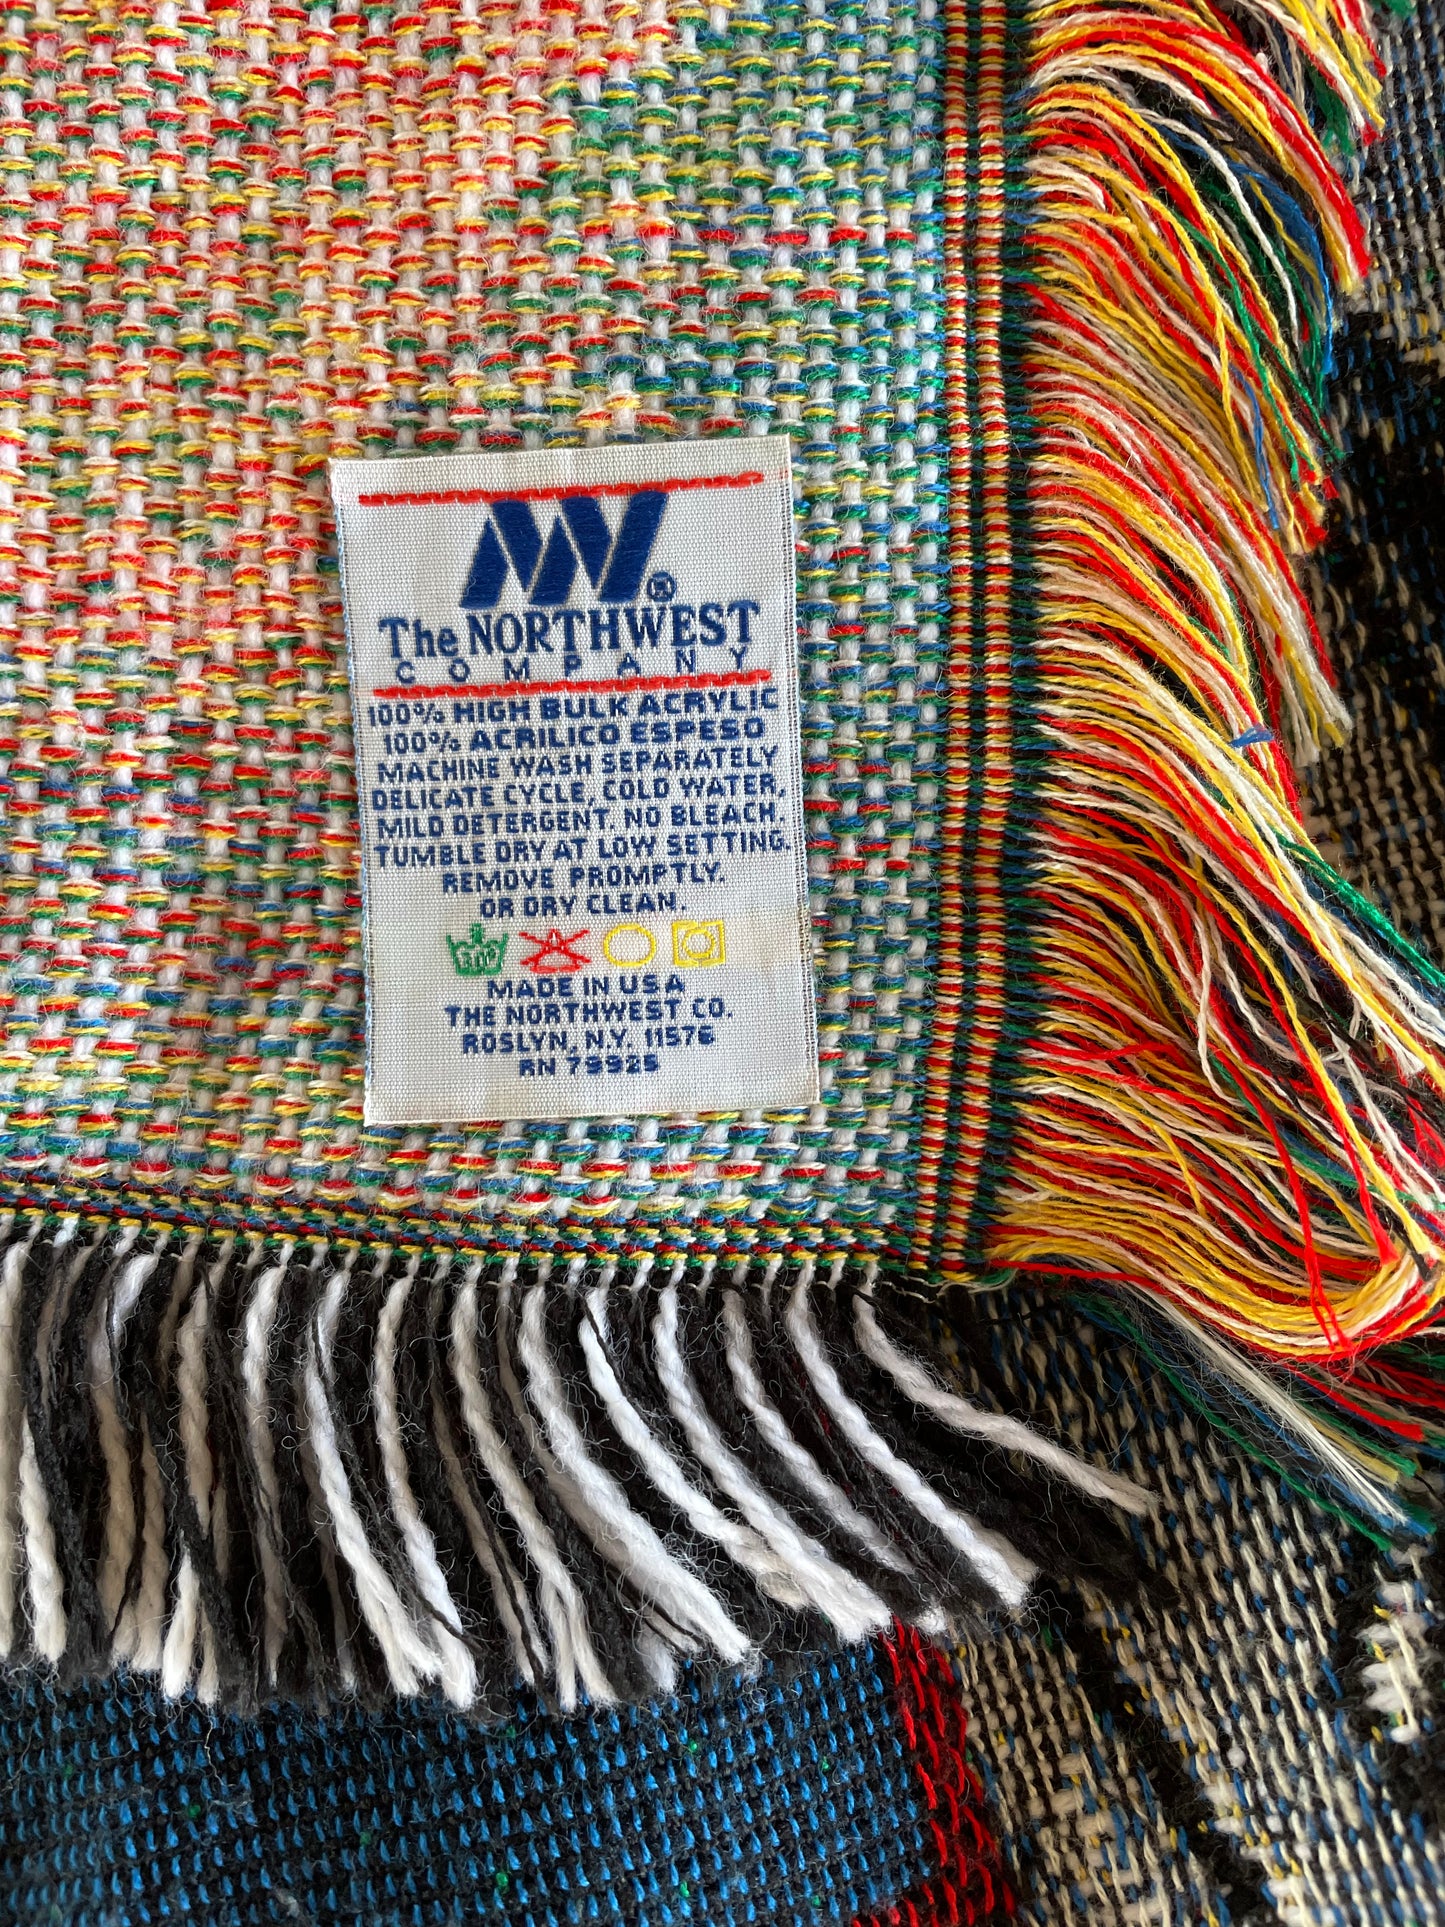 ®
The NORTHWEST
COMPANY
100% HIGH BULK ACRYLIC
100% ACRILICO ESPESO
MACHINE WASH SEPARATELY
DELICATE CYCLE, COLD WATER,
MILD DETERGENT. NO BLEACH.
TUMBLE DRY AT LOW SETTING.
REMOVE PROMPTLY.
OR DRY CLEAN.
30°
MADE IN USA
THE NORTHWEST CO.
ROSLYN, N.Y. 11576
RN 79925